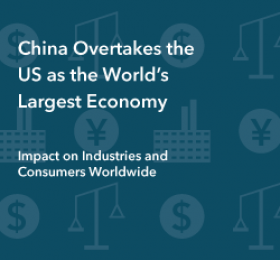 China Overtakes the
US as the World's
Largest Economy
Impact on Industries and
Consumers Worldwide